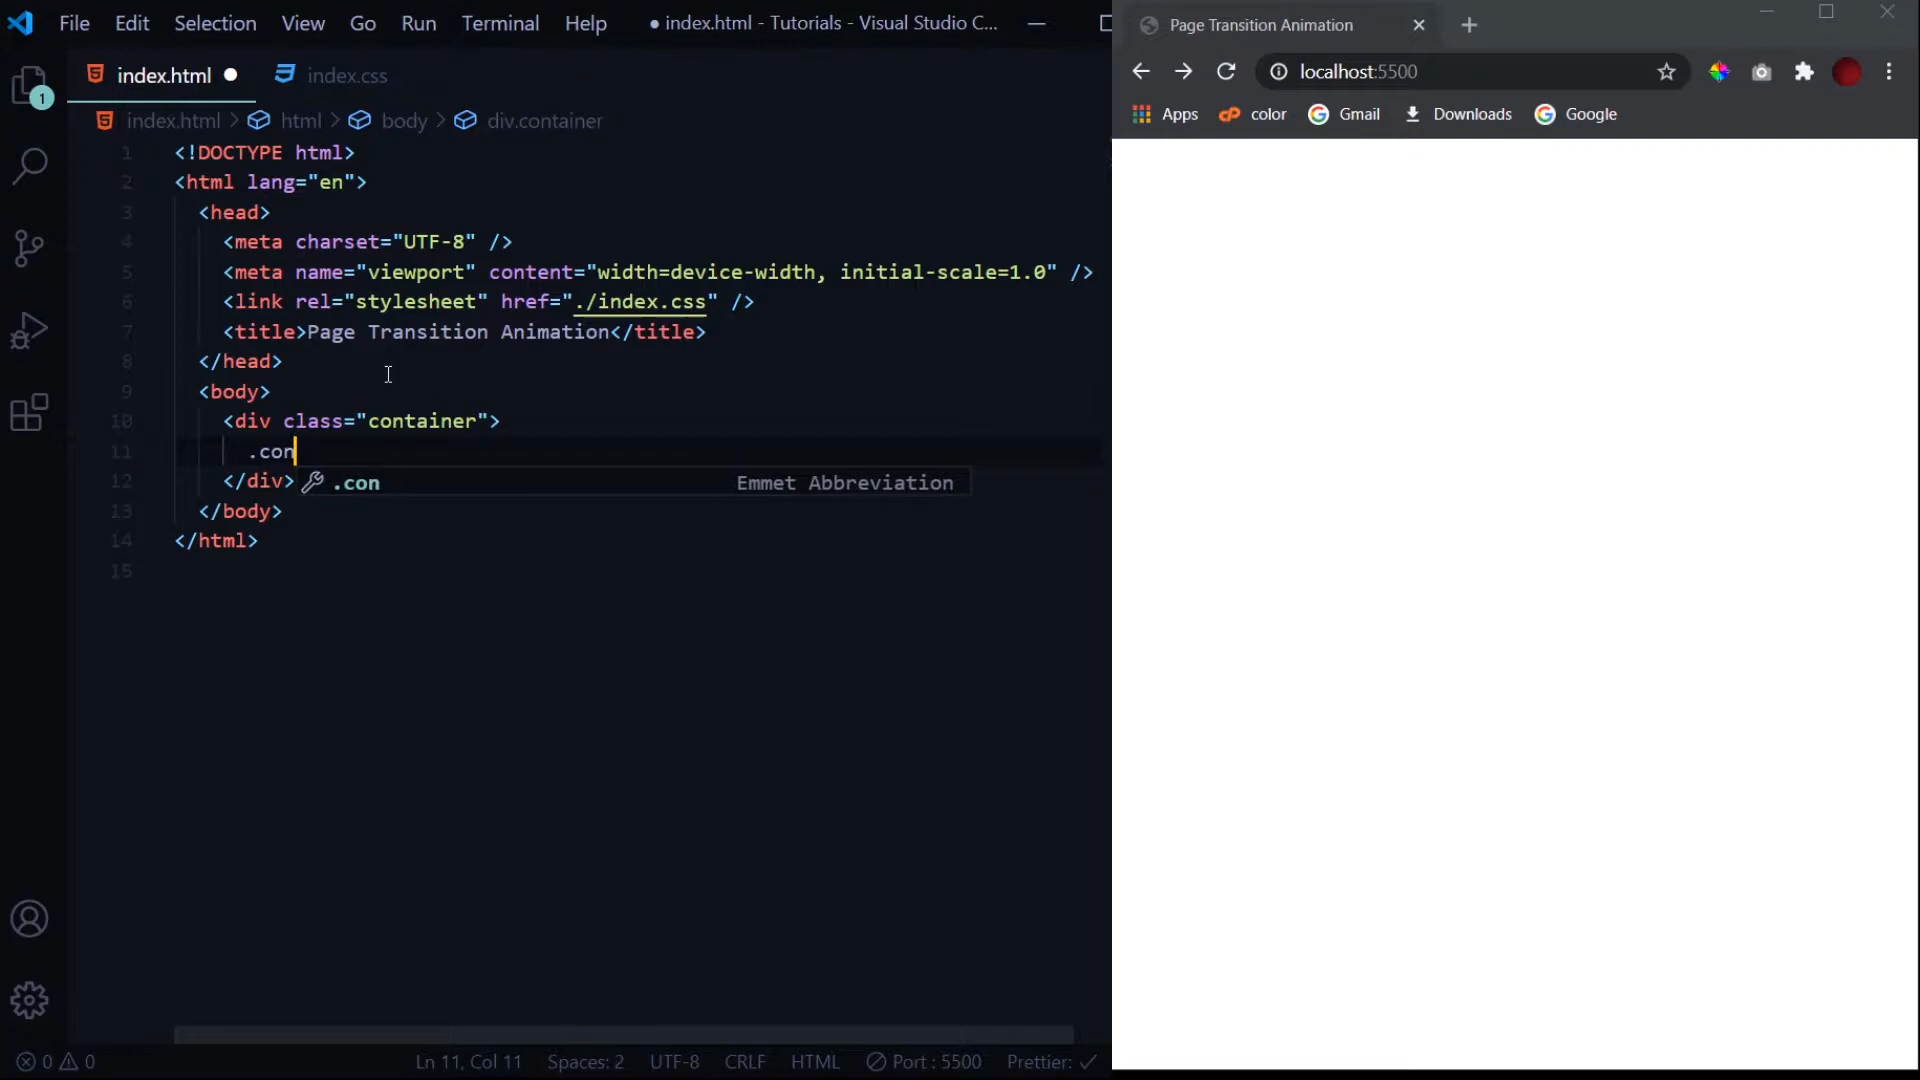 File Edit Selection View Go Run Terminal Help ● index.html - Tutorials - Visual Studio C...
1
index.html ● index.css
index.html > html > body > div.container
1 <!DOCTYPE html>
2 <html lang="en">
3 <head>
4 <meta charset="UTF-8" />
5 <meta name="viewport" content="width=device-width, initial-scale=1.0" />
6 <link rel="stylesheet" href="./index.css" />
7 <title>Page Transition Animation</title>
8 </head>
9 <body>
10 <div class="container">
11 .con
12 </div>
.con Emmet Abbreviation
13 </body>
14 </html>
15
0 0 Ln 11, Col 11 Spaces: 2 UTF-8 CRLF HTML Port : 5500 Prettier: ✓
Page Transition Animation
localhost:5500
Apps color Gmail Downloads Google